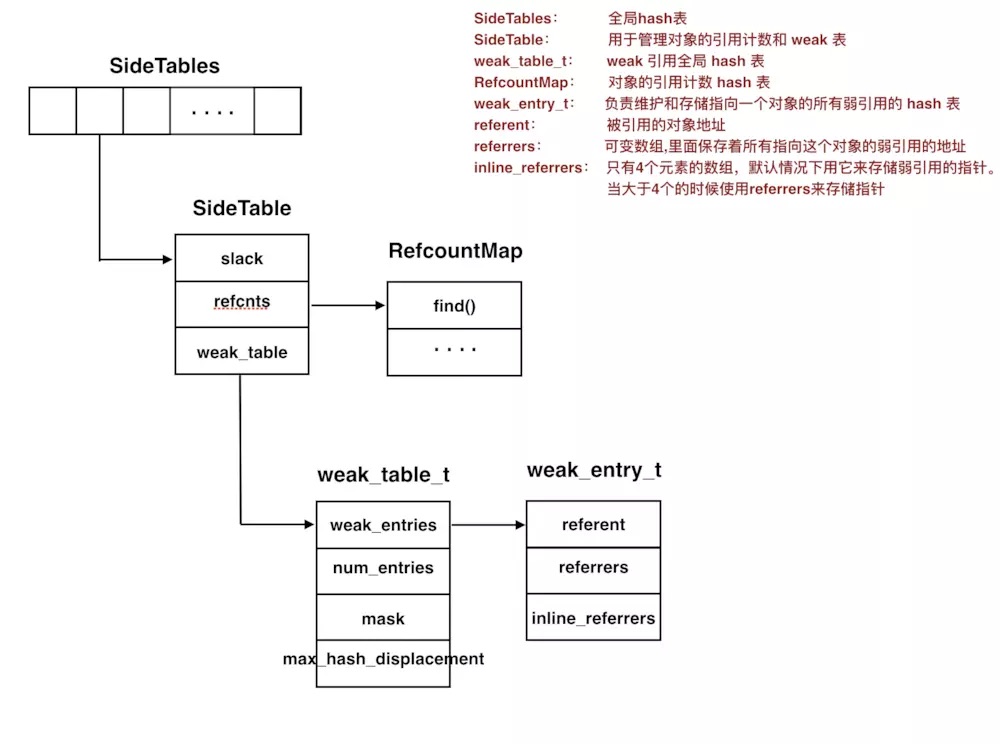 SideTables： 全局hash表
SideTable： 用于管理对象的引用计数和 weak 表
weak_table_t： weak 引用全局 hash 表
RefcountMap： 对象的引用计数 hash 表
weak_entry_t： 负责维护和存储指向一个对象的所有弱引用的 hash 表
referent： 被引用的对象地址
referrers： 可变数组,里面保存着所有指向这个对象的弱引用的地址
inline_referrers： 只有4个元素的数组，默认情况下用它来存储弱引用的指针。
当大于4个的时候使用referrers来存储指针
SideTables
· · · ·
SideTable
slack
refcnts
weak_table
RefcountMap
find()
· · · ·
weak_table_t
weak_entries
num_entries
mask
max_hash_displacement
weak_entry_t
referent
referrers
inline_referrers